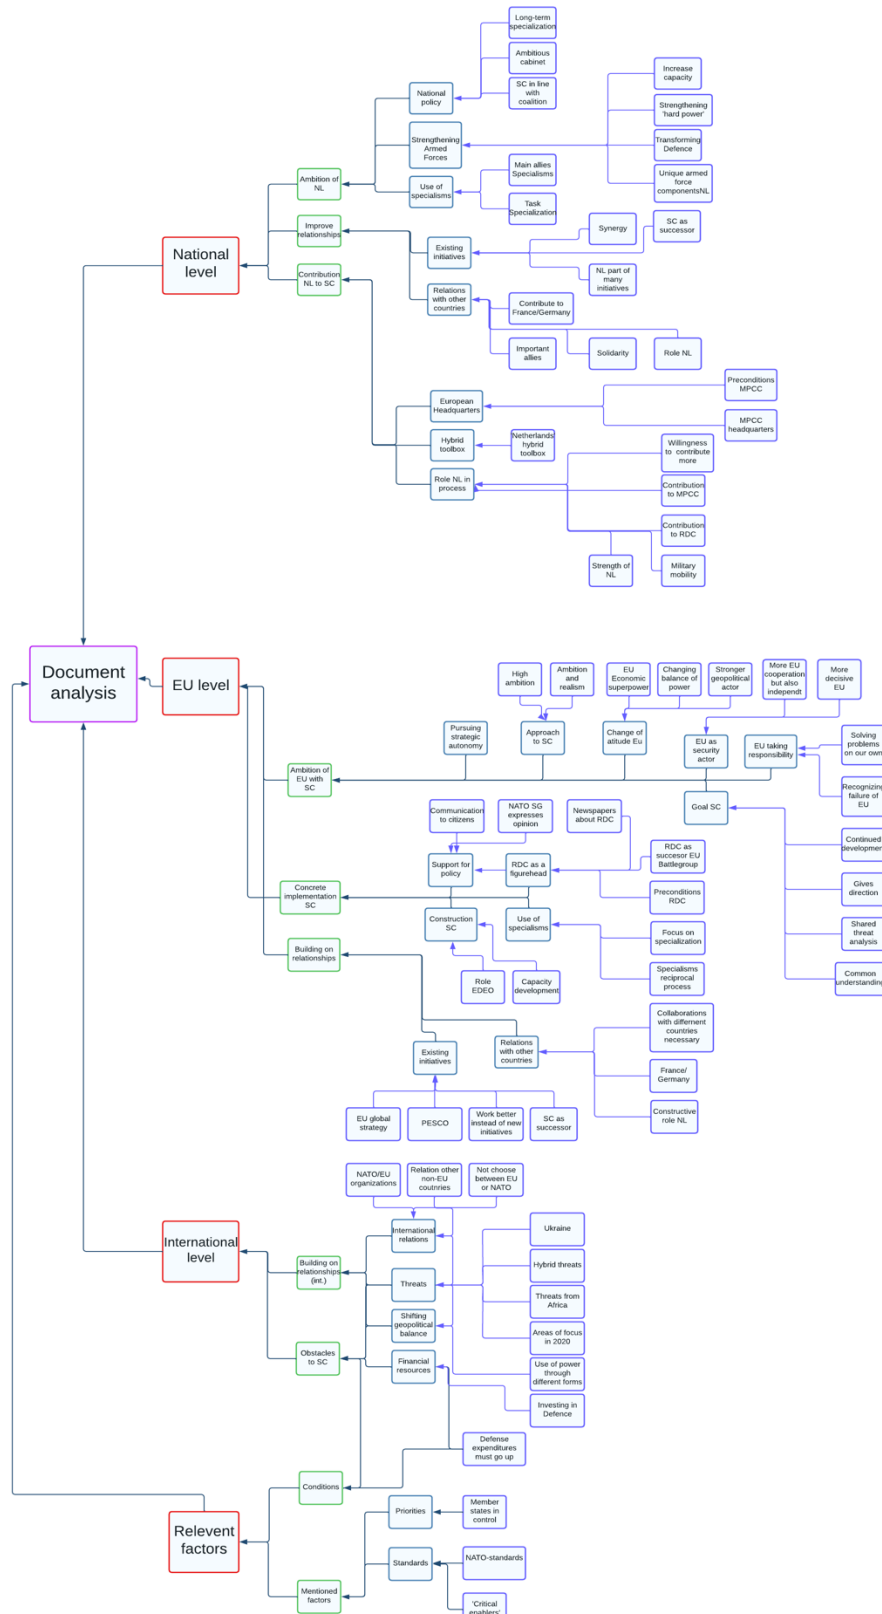 Long-term
specialization
Ambitious
cabinet
SC in line
with
coalition
National
policy
Strengthening
Armed
Forces
Use of
specialisms
Increase
capacity
Strengthening
'hard power'
Transforming
Defence
Unique armed
force
componentsNL
Main allies
Specialisms
Task
Specialization
Ambition of
NL
Improve
relationships
Contribution
NL to SC
National
level
Existing
initiatives
Synergy
SC as
successor
NL part of
many
initiatives
Relations
with other
countries
Contribute to
France/Germany
Important
allies
Solidarity
Role NL
European
Headquarters
Preconditions
MPCC
MPCC
headquarters
Hybrid
toolbox
Netherlands
hybrid
toolbox
Role NL in
process
Willingness
to contribute
more
Contribution
to MPCC
Contribution
to RDC
Strength of
NL
Military
mobility
Document
analysis
EU level
High
ambition
Ambition
and
realism
EU
Economic
superpower
Changing
balance of
power
Stronger
geopolitical
actor
More EU
cooperation
but also
independt
More
decisive
EU
Pursuing
strategic
autonomy
Approach
to SC
Change of
atitude Eu
EU as
security
actor
EU taking
responsibility
Solving
problems
on our own
Recognizing
failure of
EU
Ambition of
EU with
SC
Goal SC
Continued
development
Gives
direction
Shared
threat
analysis
Common
understanding
Communication
to citizens
NATO SG
expresses
opinion
Newspapers
about RDC
Support for
policy
RDC as a
figurehead
RDC as
succesor EU
Battlegroup
Preconditions
RDC
Concrete
implementation
SC
Construction
SC
Use of
specialisms
Focus on
specialization
Specialisms
reciprocal
process
Role
EDEO
Capacity
development
Building on
relationships
Existing
initiatives
Relations
with other
countries
Collaborations
with differnent
countries
necessary
France/
Germany
Constructive
role NL
EU global
strategy
PESCO
Work better
instead of new
initiatives
SC as
successor
NATO/EU
organizations
Relation other
non-EU
coutnries
Not choose
between EU
or NATO
International
level
Building on
relationships
(int.)
Obstacles
to SC
International
relations
Threats
Shifting
geopolitical
balance
Financial
resources
Ukraine
Hybrid threats
Threats from
Africa
Areas of focus
in 2020
Use of power
through
different forms
Investing in
Defence
Defense
expenditures
must go up
Relevent
factors
Conditions
Mentioned
factors
Priorities
Member
states in
control
Standards
NATO-standards
'Critical
enablers'